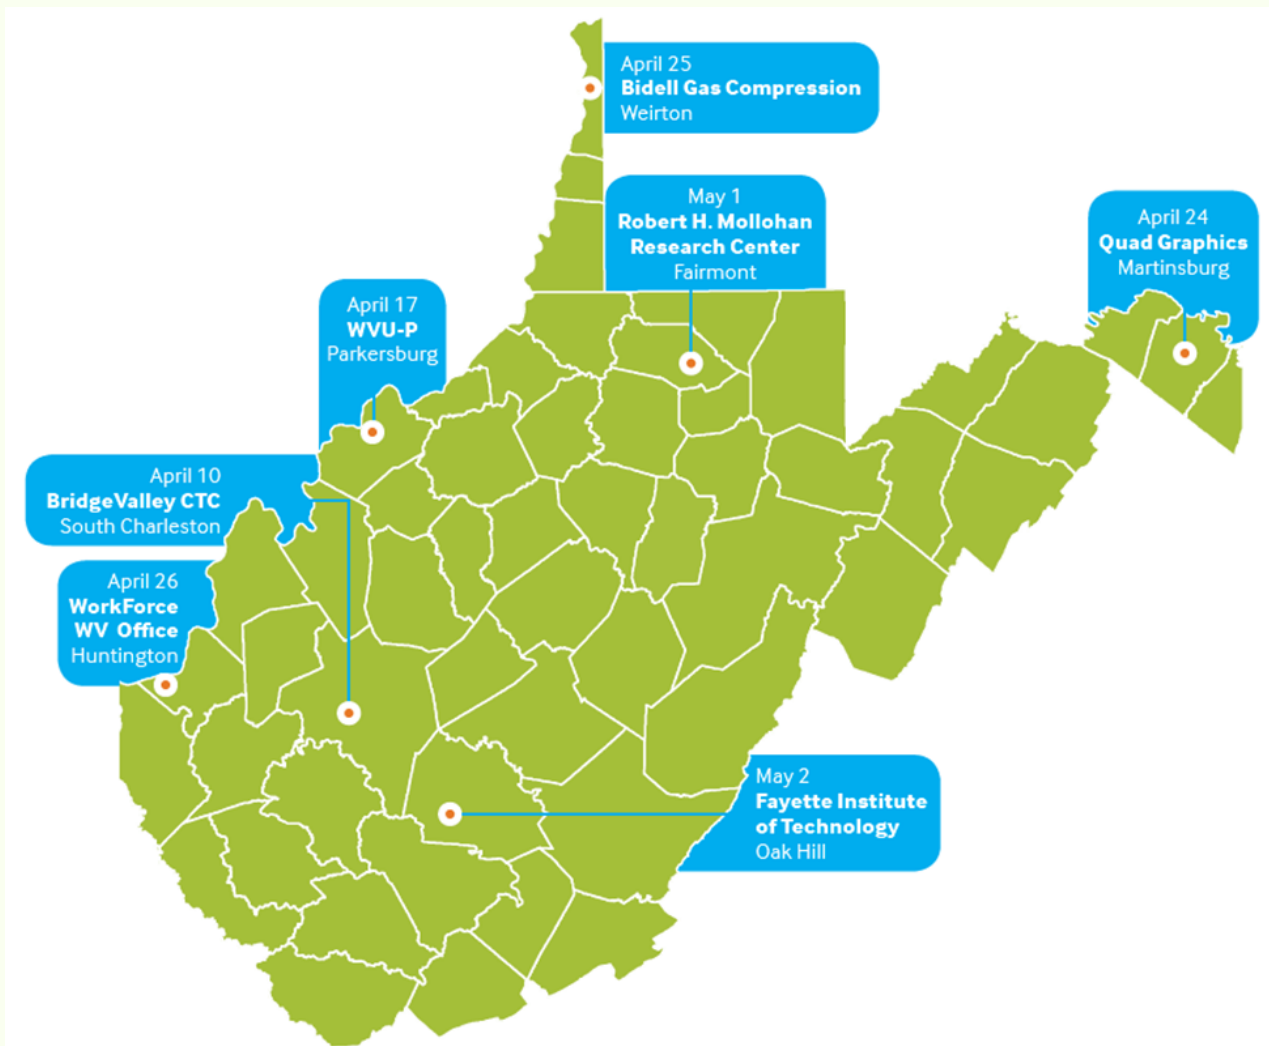 April 25
Bidell Gas Compression
Weirton
May 1
Robert H. Mollohan
Research Center
Fairmont
April 24
Quad Graphics
Martinsburg
April 17
WVU-P
Parkersburg
April 10
BridgeValley CTC
South Charleston
April 26
WorkForce
WV Office
Huntington
May 2
Fayette Institute
of Technology
Oak Hill